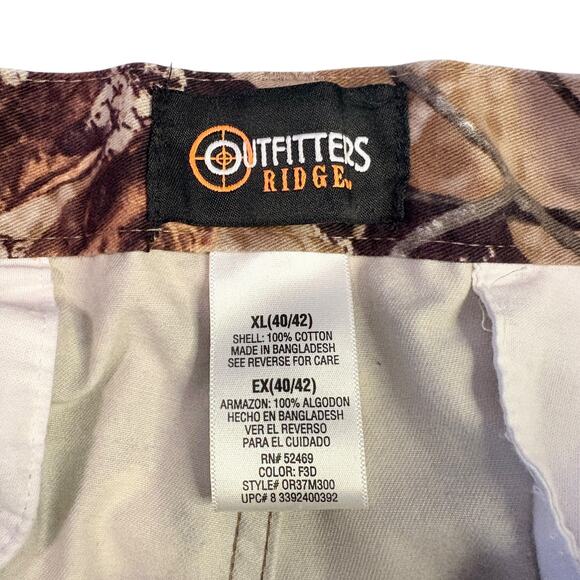 OUTFITTERS
RIDGE
XL(40/42)
SHELL: 100% COTTON
MADE IN BANGLADESH
SEE REVERSE FOR CARE
EX(40/42)
ARMAZON: 100% ALGODON
HECHO EN BANGLADESH
VER EL REVERSO
PARA EL CUIDADO
RN# 52469
COLOR: F3D
STYLE# OR37M300
UPC# 8 3392400392